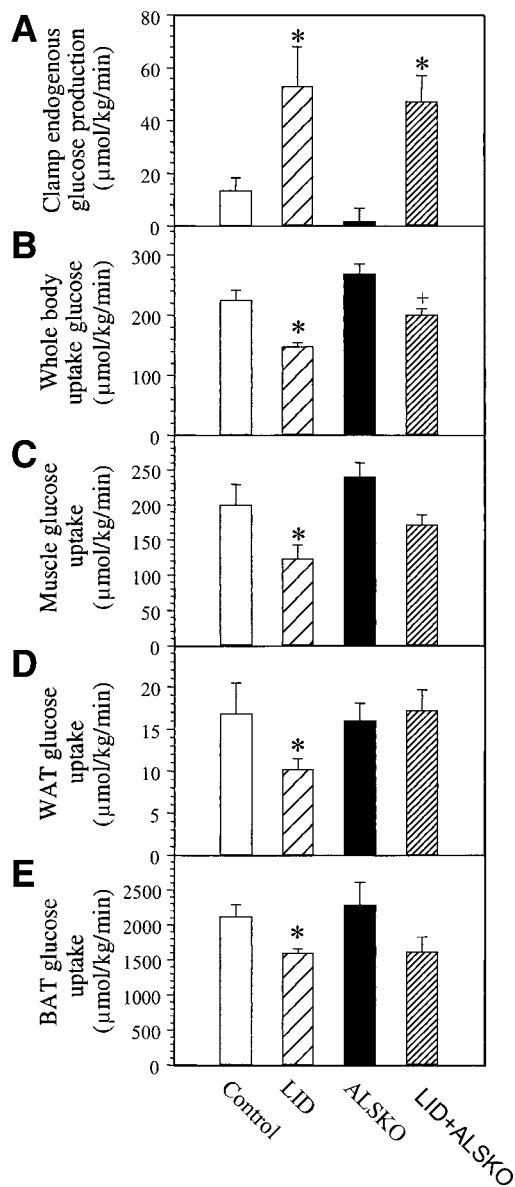 A
Clamp endogenous
glucose production
(μmol/kg/min)
80
60
40
20
0
*
*
B
Whole body
uptake glucose
(μmol/kg/min)
300
200
100
0
*
+
C
Muscle glucose
uptake
(μmol/kg/min)
250
200
150
100
50
0
*
D
WAT glucose
uptake
(μmol/kg/min)
20
15
10
5
0
*
E
BAT glucose
uptake
(μmol/kg/min)
2500
2000
1500
1000
500
0
*
Control
LID
ALSKO
LID+ALSKO